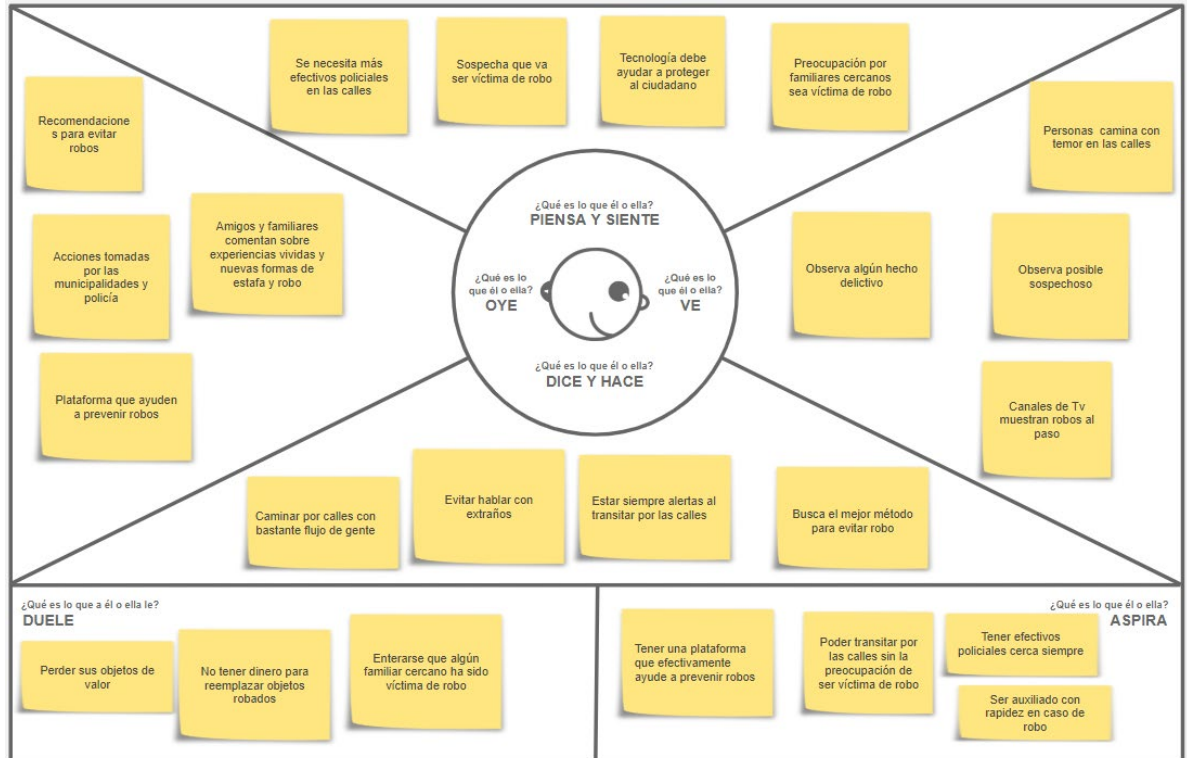 Se necesita más
efectivos policiales
en las calles
Sospecha que va
ser víctima de robo
Tecnología debe
ayudar a proteger
al ciudadano
Preocupación por
familiares cercanos
sea víctima de robo
Recomendacione
s para evitar
robos
Acciones tomadas
por las
municipalidades y
policía
Amigos y familiares
comentan sobre
experiencias vividas y
nuevas formas de
estafa y robo
Plataforma que ayuden
a prevenir robos
¿Qué es lo que él o ella?
PIENSA Y SIENTE
¿Qué es lo
que él o ella?
OYE
¿Qué es lo
que él o ella?
VE
¿Qué es lo que él o ella?
DICE Y HACE
Personas camina con
temor en las calles
Observa algún hecho
delictivo
Observa posible
sospechoso
Canales de Tv
muestran robos al
paso
Caminar por calles con
bastante flujo de gente
Evitar hablar con
extraños
Estar siempre alertas al
transitar por las calles
Busca el mejor método
para evitar robo
¿Qué es lo que a él o ella le?
DUELE
Perder sus objetos de
valor
No tener dinero para
reemplazar objetos
robados
Enterarse que algún
familiar cercano ha sido
víctima de robo
¿Qué es lo que él o ella?
ASPIRA
Tener una plataforma
que efectivamente
ayude a prevenir robos
Poder transitar por
las calles sin la
preocupación de
ser víctima de robo
Tener efectivos
policiales cerca siempre
Ser auxiliado con
rapidez en caso de
robo